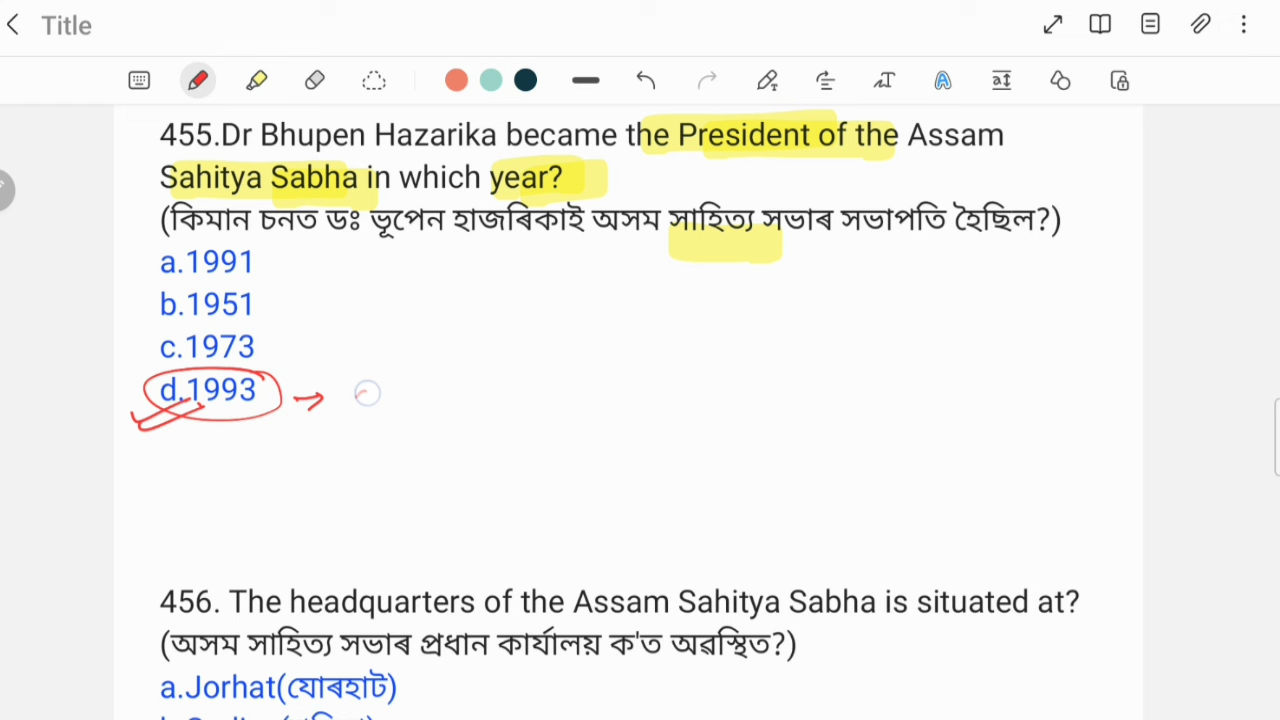 Title
455.Dr Bhupen Hazarika became the President of the Assam
Sahitya Sabha in which year?
(কিমান চনত ডঃ ভূপেন হাজৰিকাই অসম সাহিত্য সভাৰ সভাপতি হৈছিল?)
a.1991
b.1951
c.1973
d.1993
456. The headquarters of the Assam Sahitya Sabha is situated at?
(অসম সাহিত্য সভাৰ প্ৰধান কাৰ্যালয় ক'ত অৱস্থিত?)
a.Jorhat(যোৰহাট)